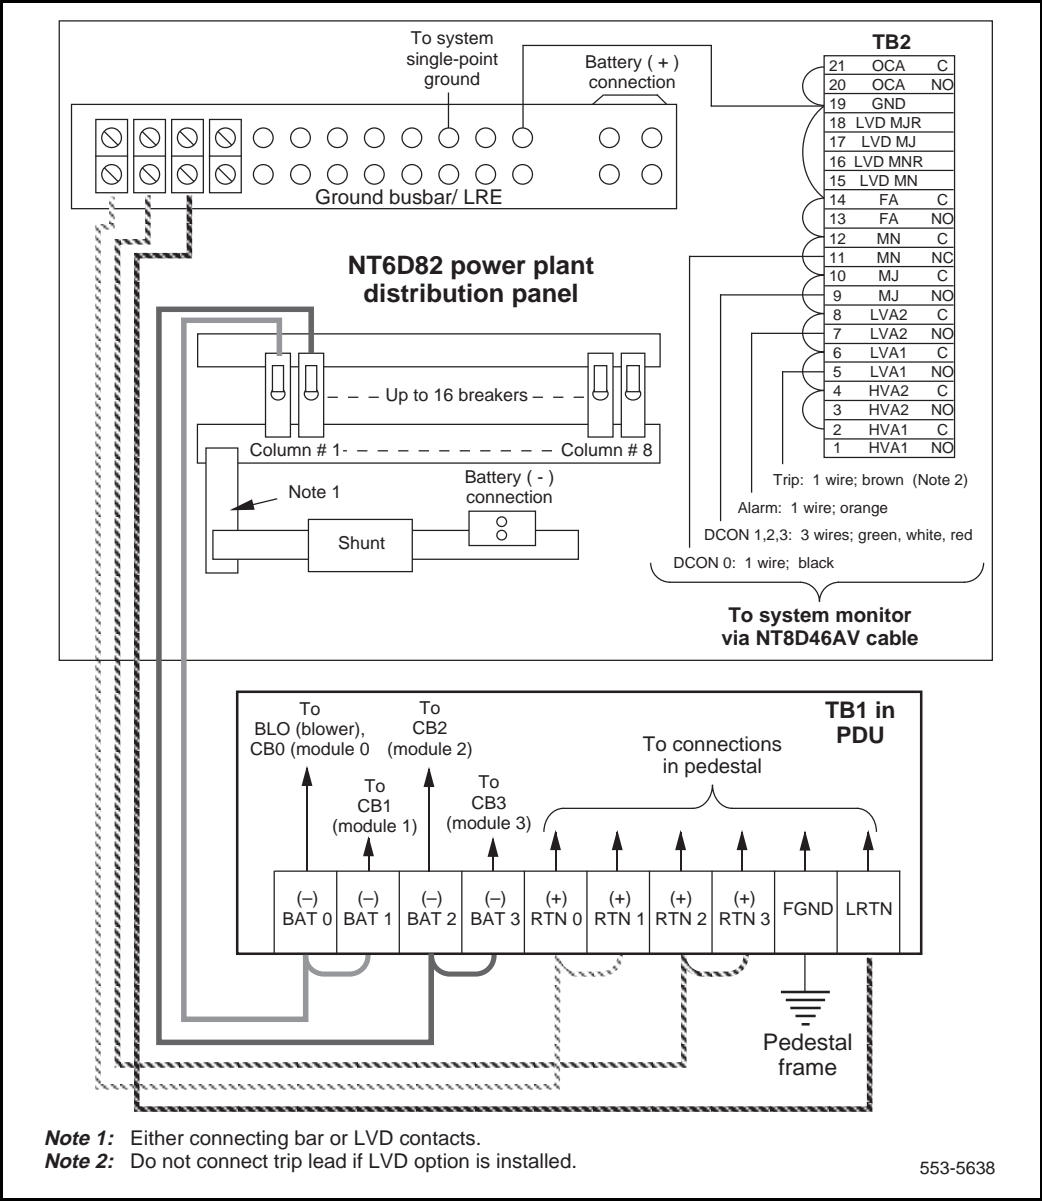 To system
single-point
ground
Battery ( + )
connection
TB2
21 OCA C
20 OCA NO
19 GND
18 LVD MJR
17 LVD MJ
16 LVD MNR
15 LVD MN
14 FA C
13 FA NO
12 MN C
11 MN NC
10 MJ C
9 MJ NO
8 LVA2 C
7 LVA2 NO
6 LVA1 C
5 LVA1 NO
4 HVA2 C
3 HVA2 NO
2 HVA1 C
1 HVA1 NO
Ground busbar/ LRE
NT6D82 power plant
distribution panel
Up to 16 breakers
Column # 1
Column # 8
Note 1
Battery ( - )
connection
Shunt
Trip: 1 wire; brown (Note 2)
Alarm: 1 wire; orange
DCON 1,2,3: 3 wires; green, white, red
DCON 0: 1 wire; black
To system monitor
via NT8D46AV cable
TB1 in
PDU
To
BLO (blower),
CB0 (module 0
To
CB1
(module 1)
To
CB2
(module 2)
To
CB3
(module 3)
To connections
in pedestal
(–)
BAT 0
(–)
BAT 1
(–)
BAT 2
(–)
BAT 3
(+)
RTN 0
(+)
RTN 1
(+)
RTN 2
(+)
RTN 3
FGND
LRTN
Pedestal
frame
Note 1: Either connecting bar or LVD contacts.
Note 2: Do not connect trip lead if LVD option is installed.
553-5638